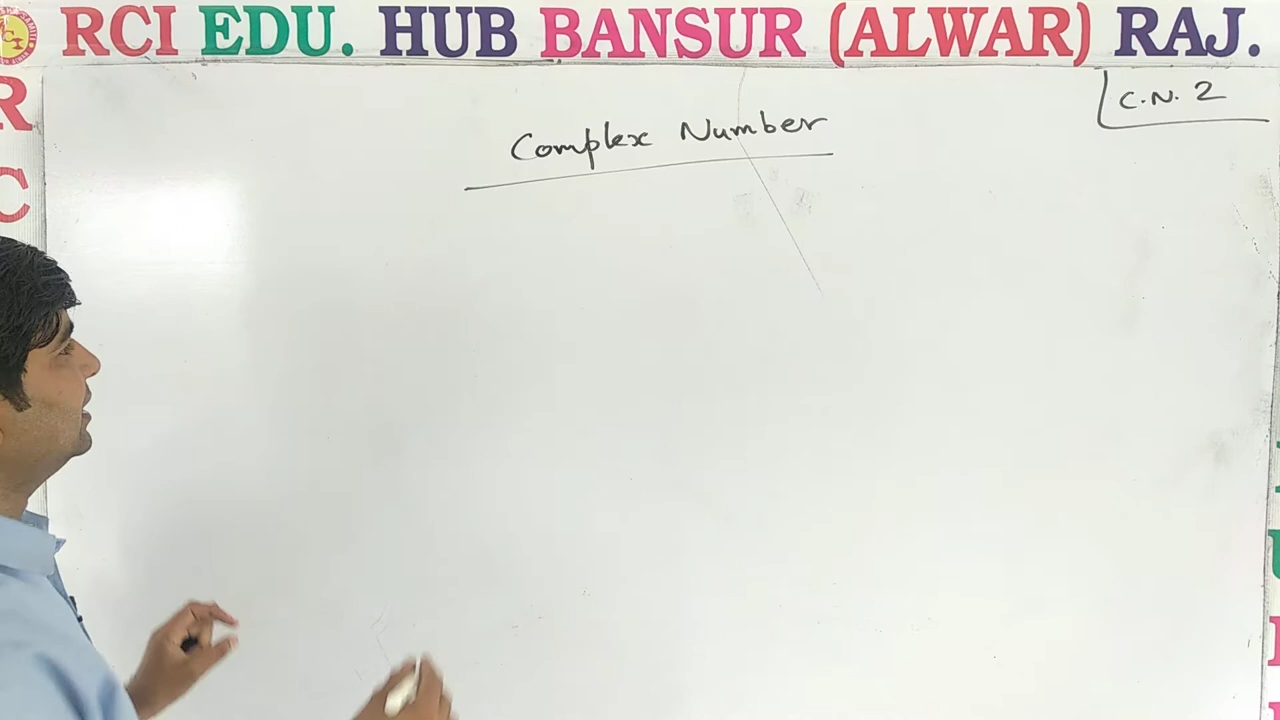 RCI EDU. HUB BANSUR (ALWAR) RAJ.
C.N. 2
Complex Number
R
C